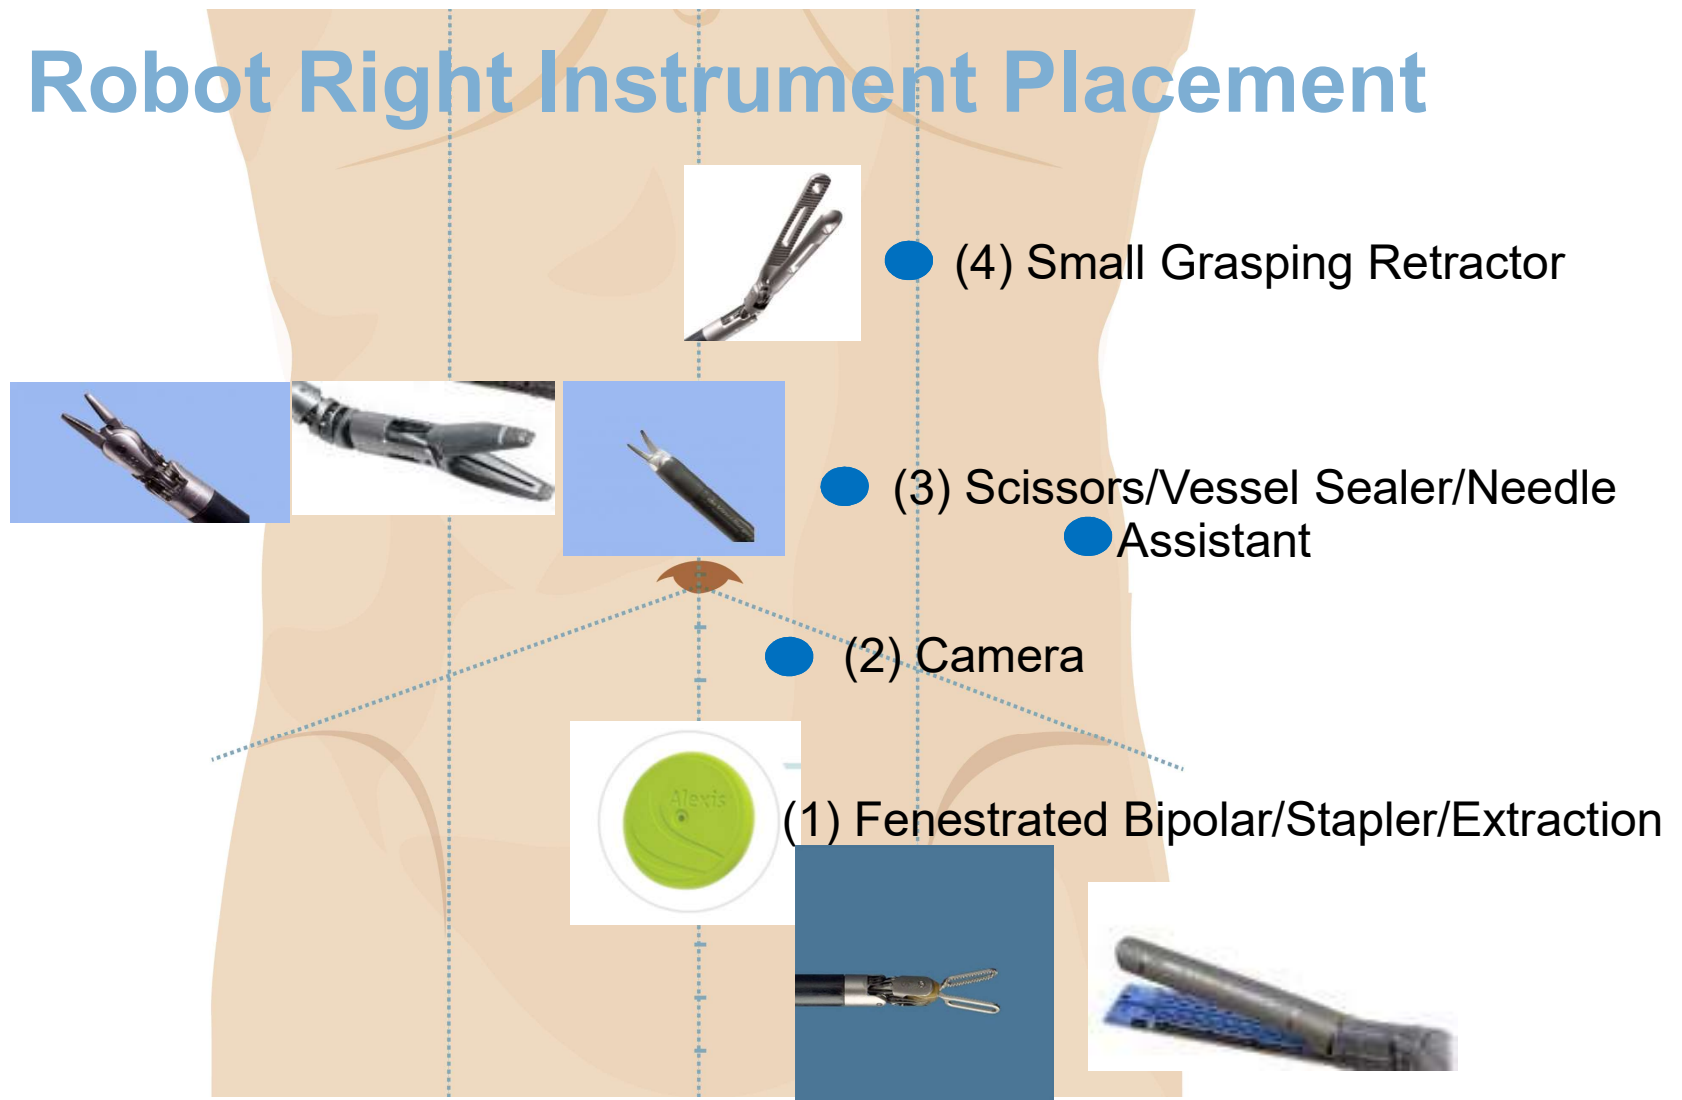 Robot Right Instrument Placement
(4) Small Grasping Retractor
(3) Scissors/Vessel Sealer/Needle
Assistant
(2) Camera
Alexis
(1) Fenestrated Bipolar/Stapler/Extraction